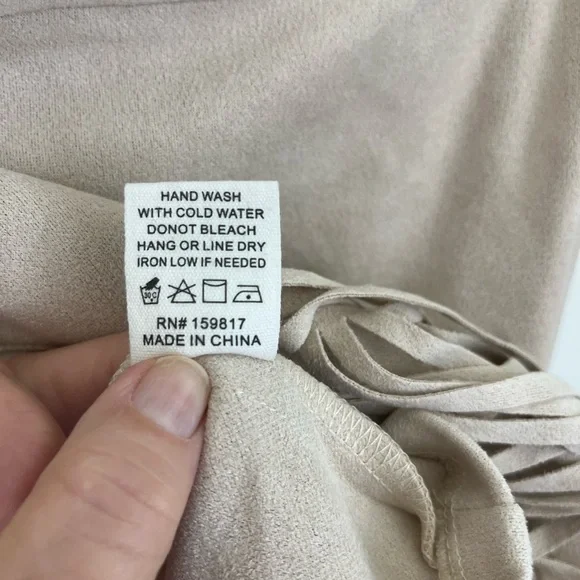 HAND WASH
WITH COLD WATER
DONOT BLEACH
HANG OR LINE DRY
IRON LOW IF NEEDED
30 C
RN# 159817
MADE IN CHINA